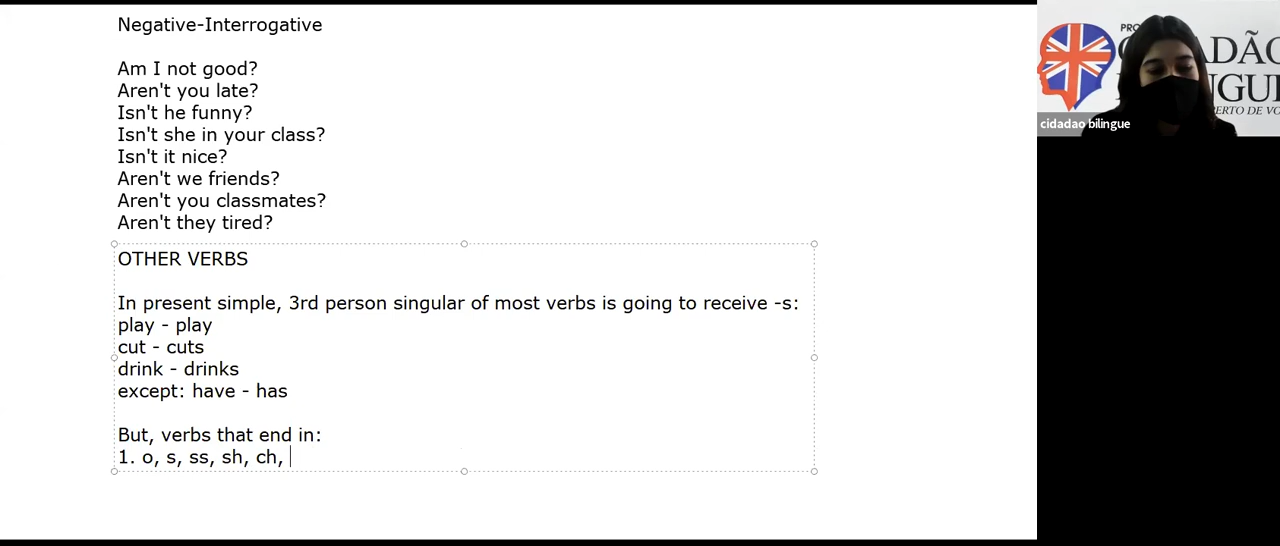 Negative-Interrogative
Am I not good?
Aren't you late?
Isn't he funny?
Isn't she in your class?
Isn't it nice?
Aren't we friends?
Aren't you classmates?
Aren't they tired?
OTHER VERBS
In present simple, 3rd person singular of most verbs is going to receive -s:
play - play
cut - cuts
drink - drinks
except: have - has
But, verbs that end in:
1. o, s, ss, sh, ch,
cidadao bilingue